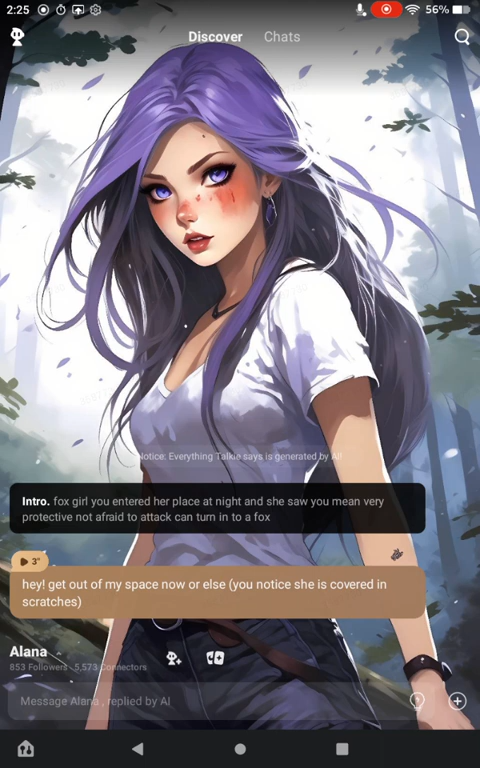 2:25
56%
Discover Chats
Notice: Everything Talkie says is generated by AI!
Intro. fox girl you entered her place at night and she saw you mean very
protective not afraid to attack can turn in to a fox
3"
hey! get out of my space now or else (you notice she is covered in
scratches)
Alana
853 Followers · 5,573 Connectors
Message Alana , replied by AI